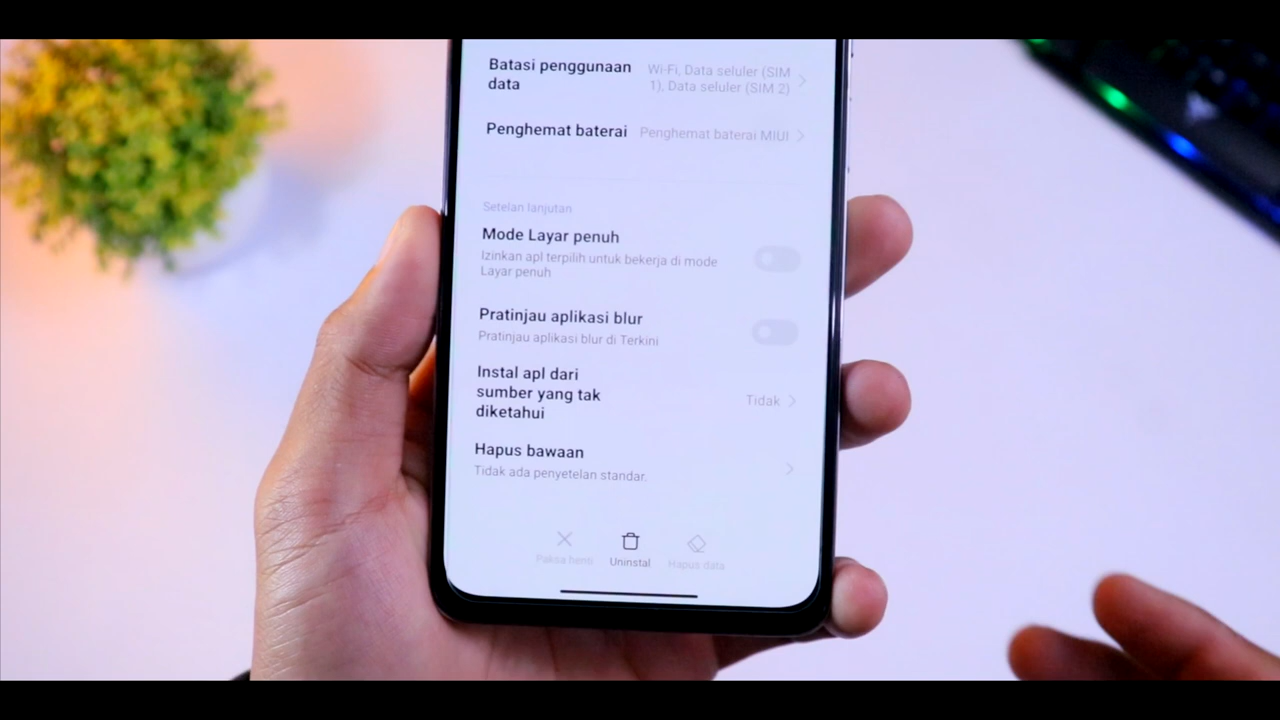 Batasi penggunaan
data
Wi-Fi, Data seluler (SIM
1), Data seluler (SIM 2)
Penghemat baterai
Penghemat baterai MIUI
Setelan lanjutan
Mode Layar penuh
Izinkan apl terpilih untuk bekerja di mode
Layar penuh
Pratinjau aplikasi blur
Pratinjau aplikasi blur di Terkini
Instal apl dari
sumber yang tak
diketahui
Tidak
Hapus bawaan
Tidak ada penyetelan standar.
Paksa henti
Uninstal
Hapus data